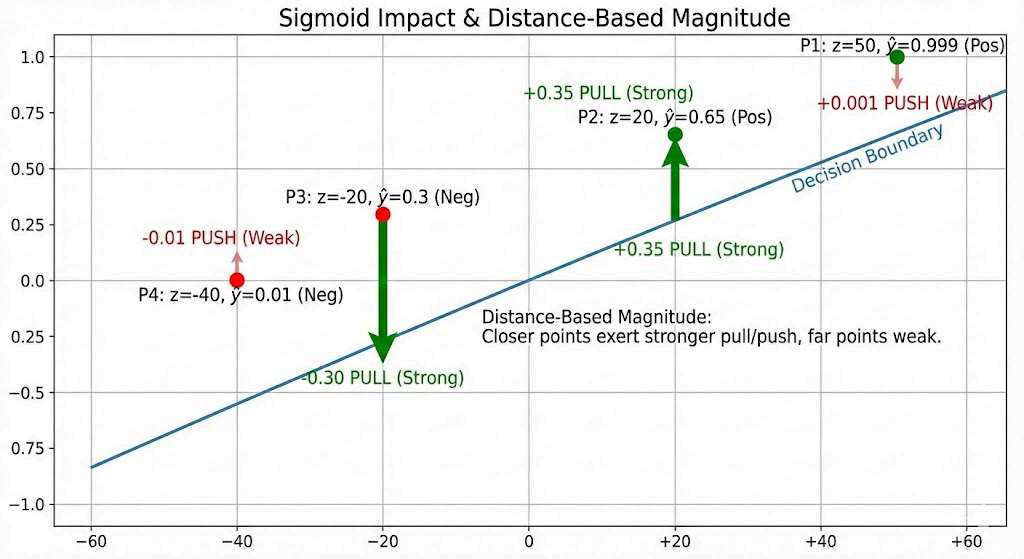 Sigmoid Impact & Distance-Based Magnitude
P1: z=50, ŷ=0.999 (Pos)
1.0
+0.35 PULL (Strong)
+0.001 PUSH (Weak)
0.75
P2: z=20, ŷ=0.65 (Pos)
Decision Boundary
0.50
P3: z=-20, ŷ=0.3 (Neg)
0.25
-0.01 PUSH (Weak)
+0.35 PULL (Strong)
0.0
P4: z=-40, ŷ=0.01 (Neg)
Distance-Based Magnitude:
0.25
Closer points exert stronger pull/push, far points weak.
-0.30 PULL (Strong)
−0.5
0.75
−1.0
−60 −40 −20 0 +20 +40 +60